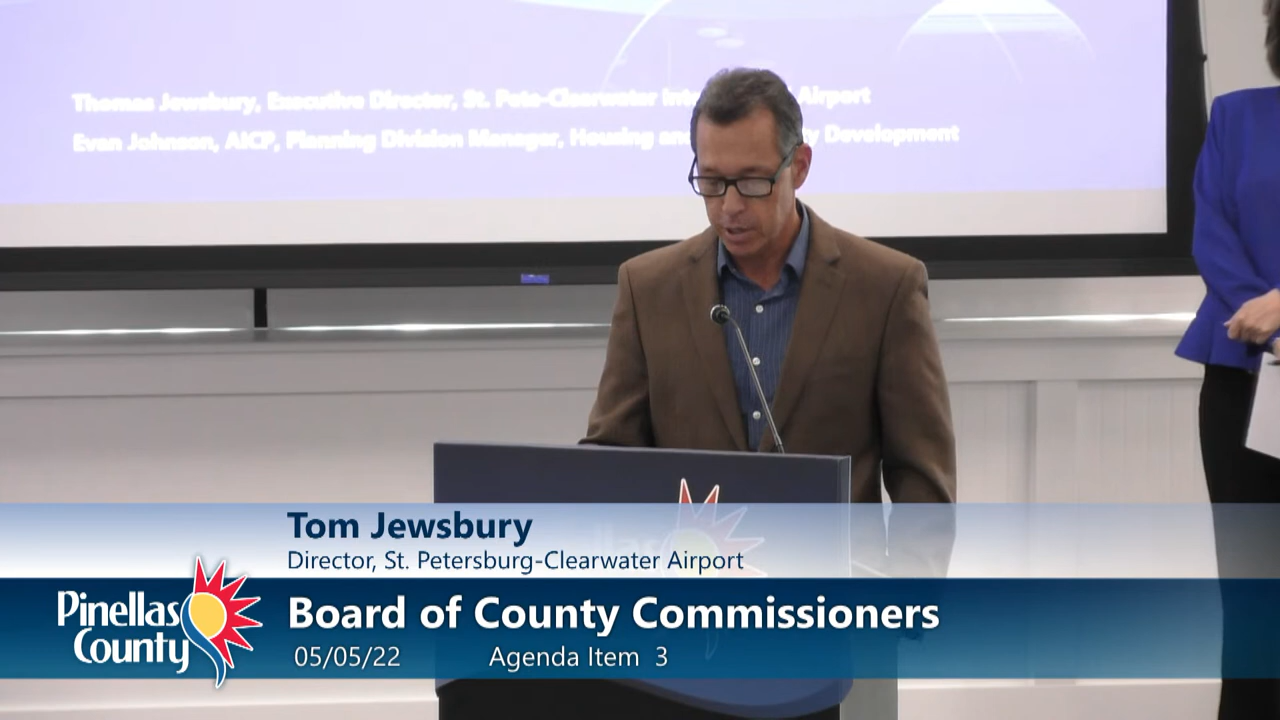 Thomas Jewsbury, Executive Director, St. Pete-Clearwater Airport
Evan Johnson, AICP, Planning Division Manager, Housing Development
Tom Jewsbury
Director, St. Petersburg-Clearwater Airport
Pinellas
County
Board of County Commissioners
05/05/22 Agenda Item 3